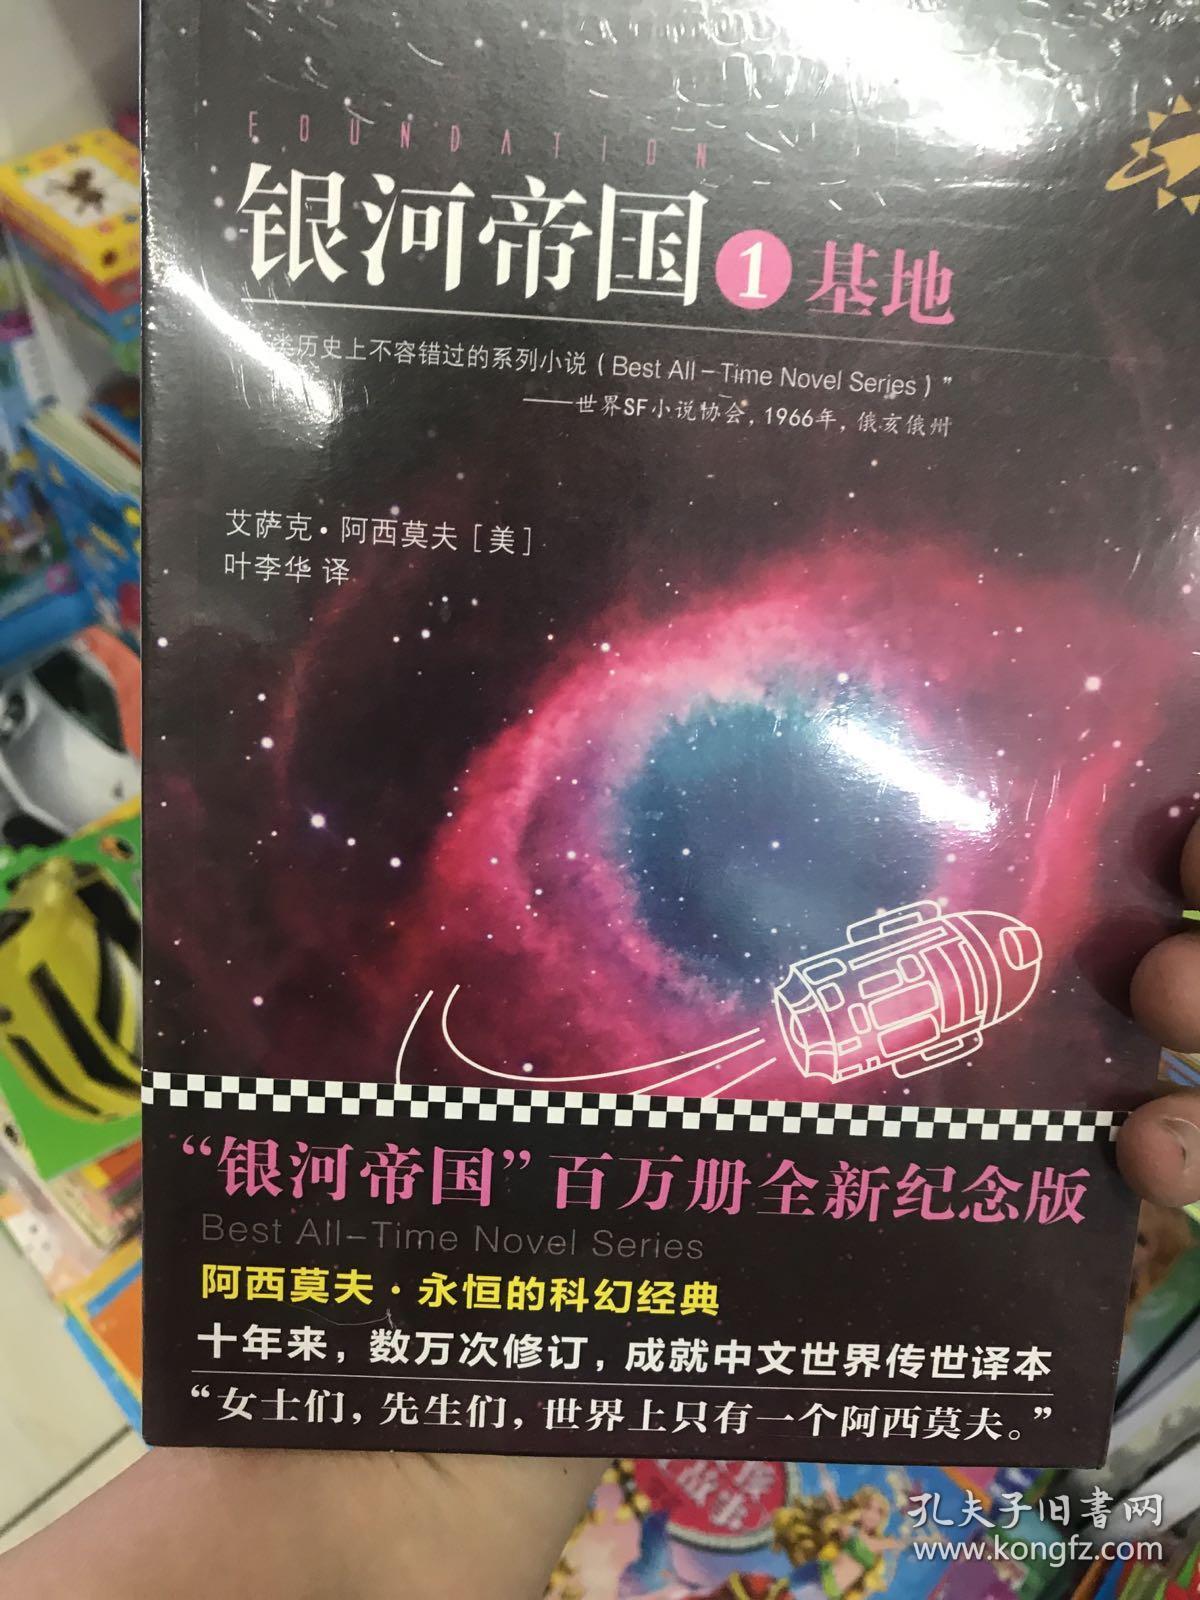 FOUNDATION
银河帝国1基地
类历史上不容错过的系列小说(Best All-Time Novel Series)”
——世界SF小说协会,1966年,俄亥俄州
艾萨克·阿西莫夫[美]
叶李华 译
“银河帝国”百万册全新纪念版
Best All-Time Novel Series
阿西莫夫·永恒的科幻经典
十年来,数万次修订,成就中文世界传世译本
“女士们,先生们,世界上只有一个阿西莫夫。”
孔夫子旧书网
www.kongfz.com